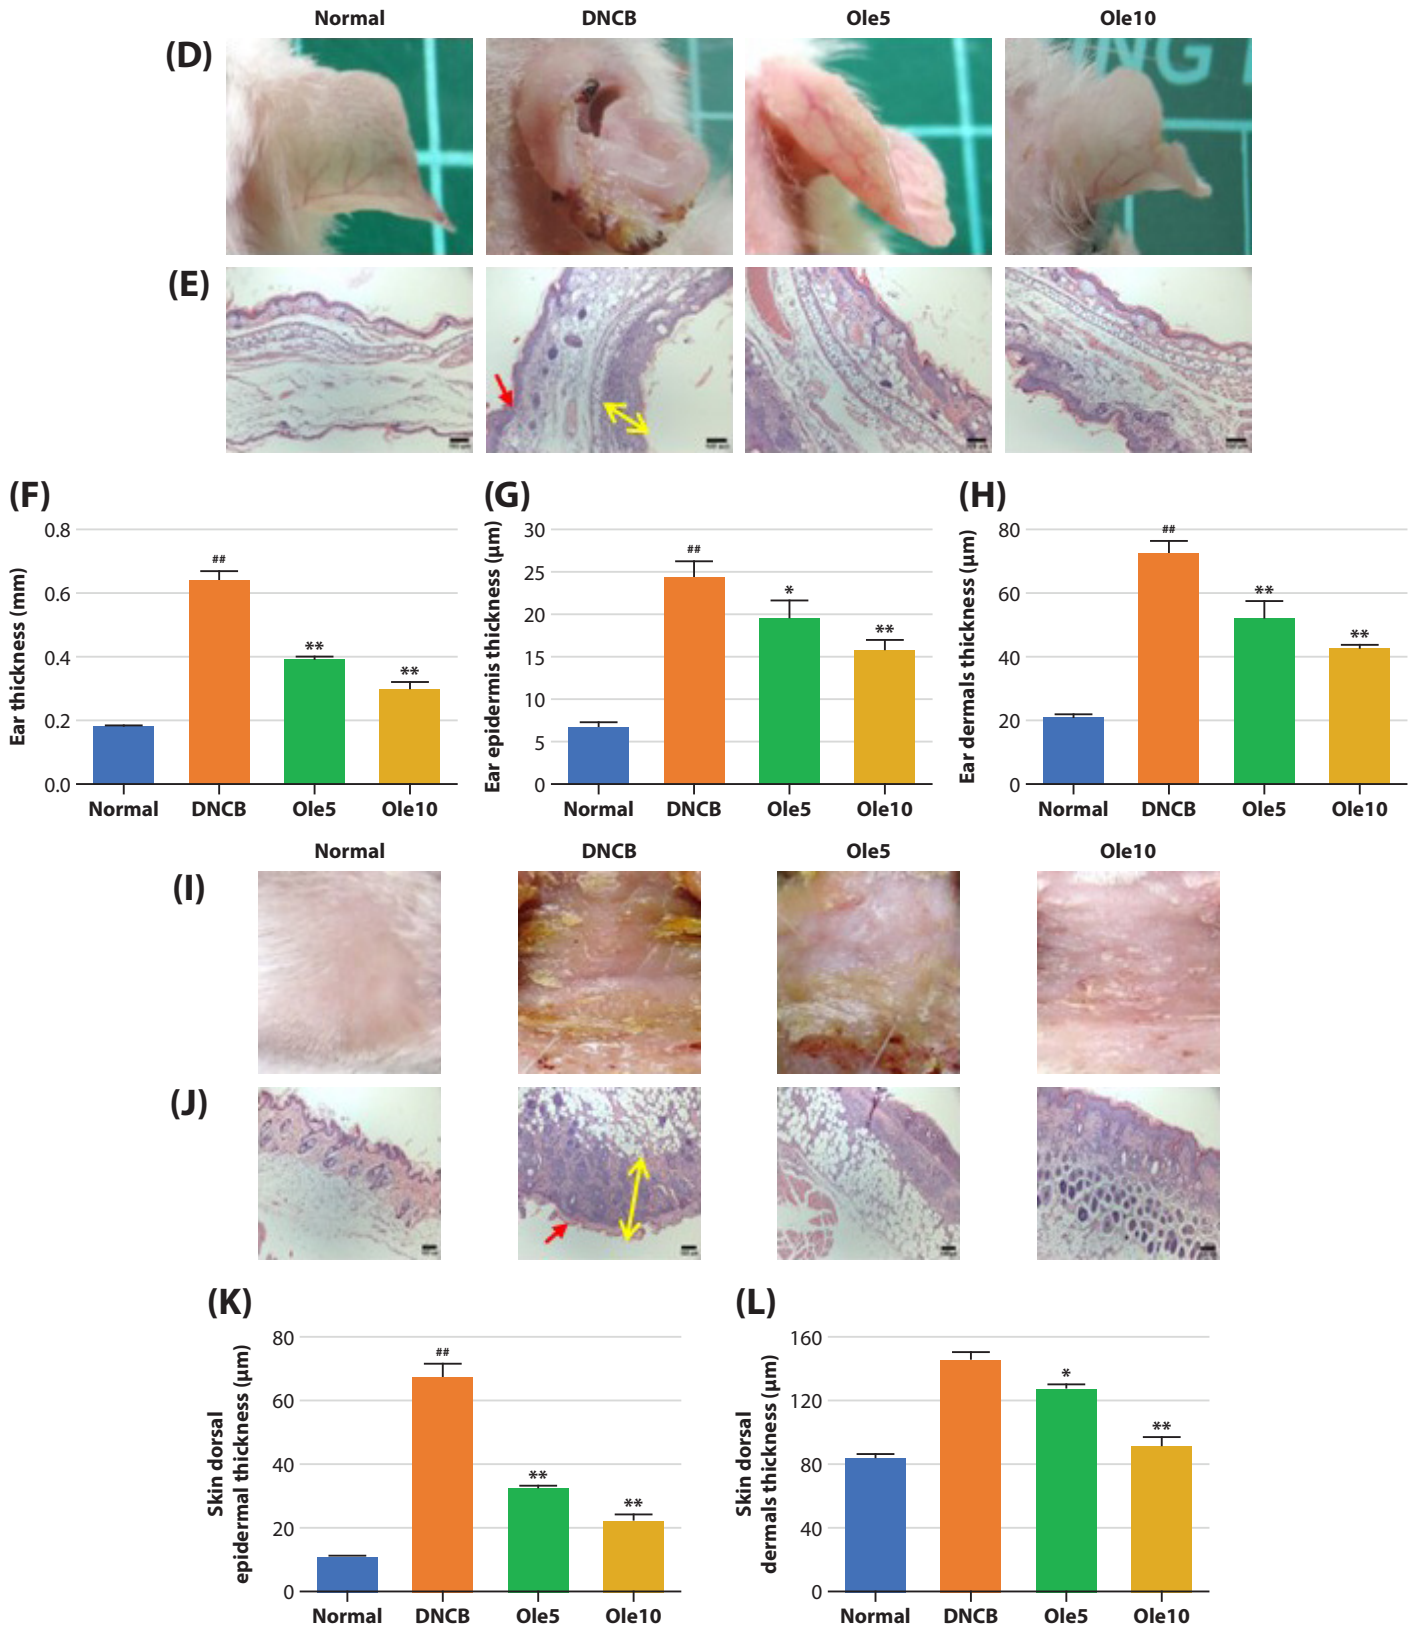 Normal DNCB Ole5 Ole10
(D)
NG
(E)
(F) (G) (H)
Ear thickness (mm)
0.8
0.6
0.4
0.2
0.0
##
**
**
Normal DNCB Ole5 Ole10
Ear epidermis thickness (µm)
30
25
20
15
10
5
0
##
*
**
Normal DNCB Ole5 Ole10
Ear dermals thickness (µm)
80
60
40
20
0
##
**
**
Normal DNCB Ole5 Ole10
Normal DNCB Ole5 Ole10
(I)
(J)
(K) (L)
Skin dorsal
epidermal thickness (µm)
80
60
40
20
0
##
**
**
Normal DNCB Ole5 Ole10
Skin dorsal
dermals thickness (µm)
160
120
80
40
0
*
**
Normal DNCB Ole5 Ole10